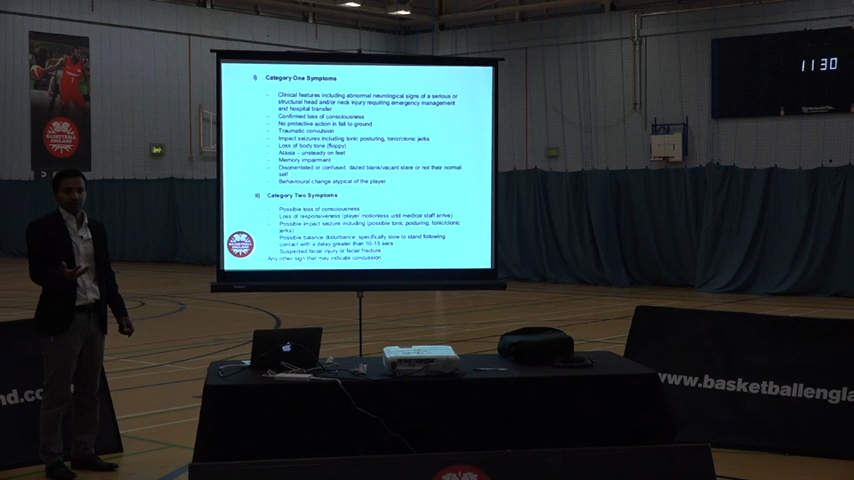 i) Category One Symptoms
- Clinical features including abnormal neurological signs of a serious or
structural head and/or neck injury requiring emergency management
and hospital transfer
- Confirmed loss of consciousness
- No protective action in fall to ground
- Traumatic convulsion
- Impact seizures including tonic posturing, tonic/clonic jerks
- Loss of body tone (floppy)
- Ataxia – unsteady on feet
- Memory impairment
- Disorientated or confused, dazed blank/vacant stare or not their normal
self
- Behavioural change atypical of the player
ii) Category Two Symptoms
- Possible loss of consciousness
- Loss of responsiveness (player motionless until medical staff arrive)
- Possible impact seizure including (possible tonic posturing, tonic/clonic
jerks)
- Possible balance disturbance, specifically slow to stand following
contact with a delay greater than 10-15 secs
- Suspected facial injury or facial fracture
Any other sign that may indicate concussion
BASKETBALL
ENGLAND
BASKETBALL
ENGLAND
1130
nd.co
www.basketballengla